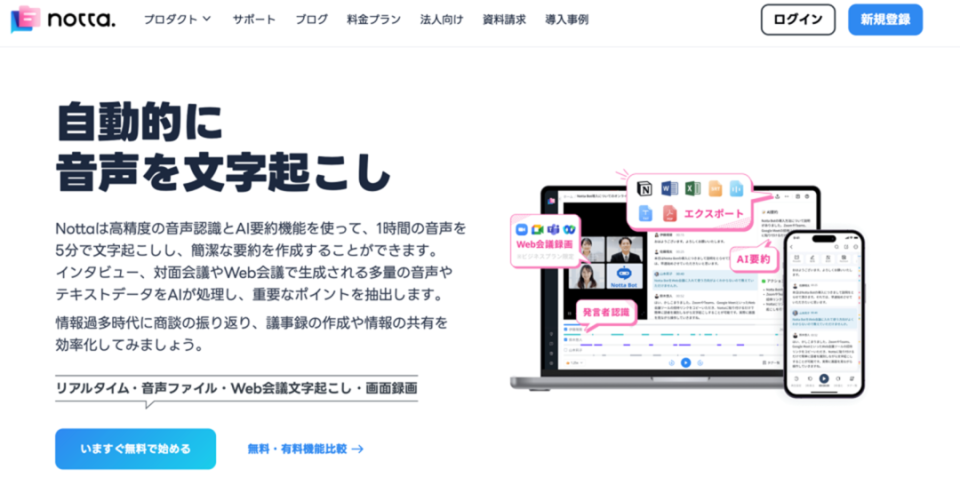 notta.
プロダクト サポート ブログ 料金プラン 法人向け 資料請求 導入事例 ログイン 新規登録
自動的に
音声を文字起こし
Nottaは高精度の音声認識とAI要約機能を使って、1時間の音声を
5分で文字起こしし、簡潔な要約を作成することができます。
インタビュー、対面会議やWeb会議で生成される多量の音声や
テキストデータをAIが処理し、重要なポイントを抽出します。
情報過多時代に商談の振り返り、議事録の作成や情報の共有を
効率化してみましょう。
リアルタイム・音声ファイル・Web会議文字起こし・画面録画
いますぐ無料で始める
無料・有料機能比較 →
エクスポート
Web会議録画
※ビジネスプラン限定
AI要約
Notta Bot
発言者認識